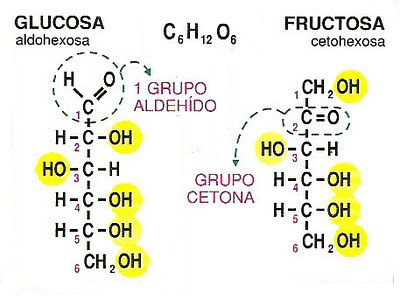 GLUCOSA
aldohexosa
C6H12O6
FRUCTOSA
cetohexosa
H O
C
1
1 GRUPO
ALDEHÍDO
H-C-OH
2
HO-C-H
3
H-C-OH
4
H-C-OH
5
6 CH2OH
GRUPO
CETONA
1 CH2OH
C=O
2
HO-C-H
3
H-C-OH
4
H-C-OH
5
6 CH2OH